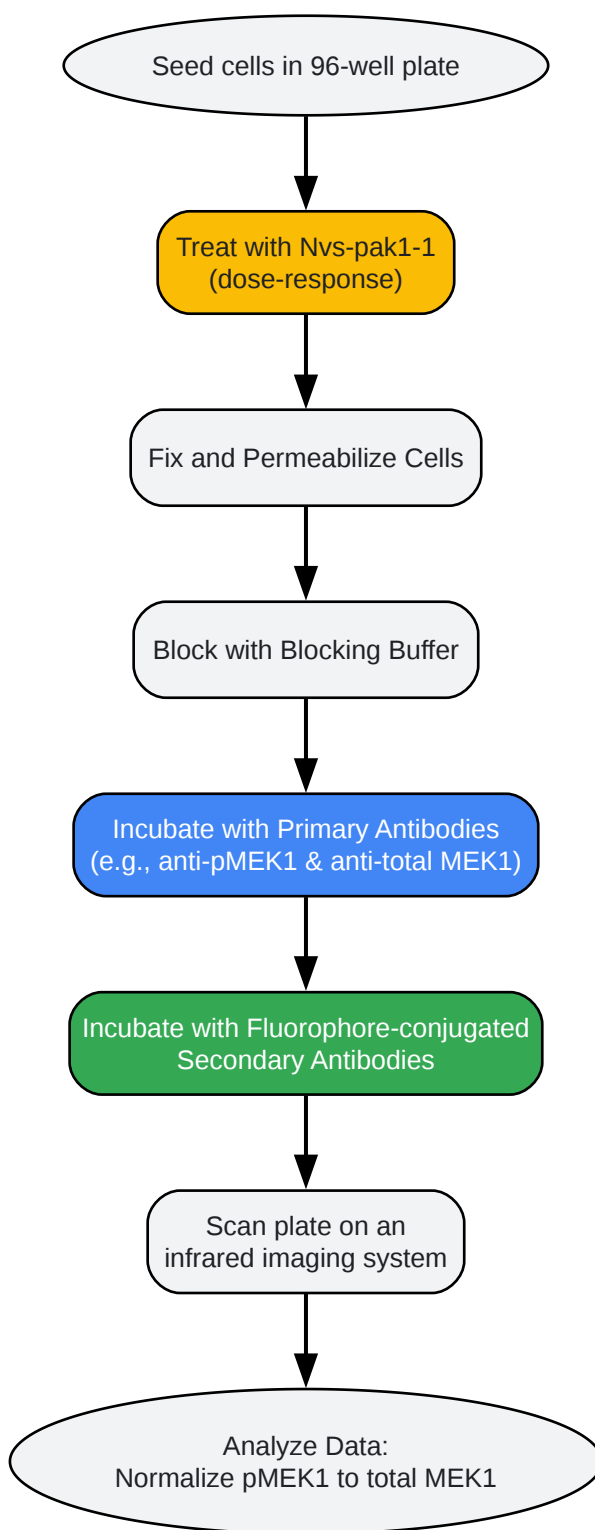 Seed cells in 96-well plate
Treat with Nvs-pak1-1
(dose-response)
Fix and Permeabilize Cells
Block with Blocking Buffer
Incubate with Primary Antibodies
(e.g., anti-pMEK1 & anti-total MEK1)
Incubate with Fluorophore-conjugated
Secondary Antibodies
Scan plate on an
infrared imaging system
Analyze Data:
Normalize pMEK1 to total MEK1